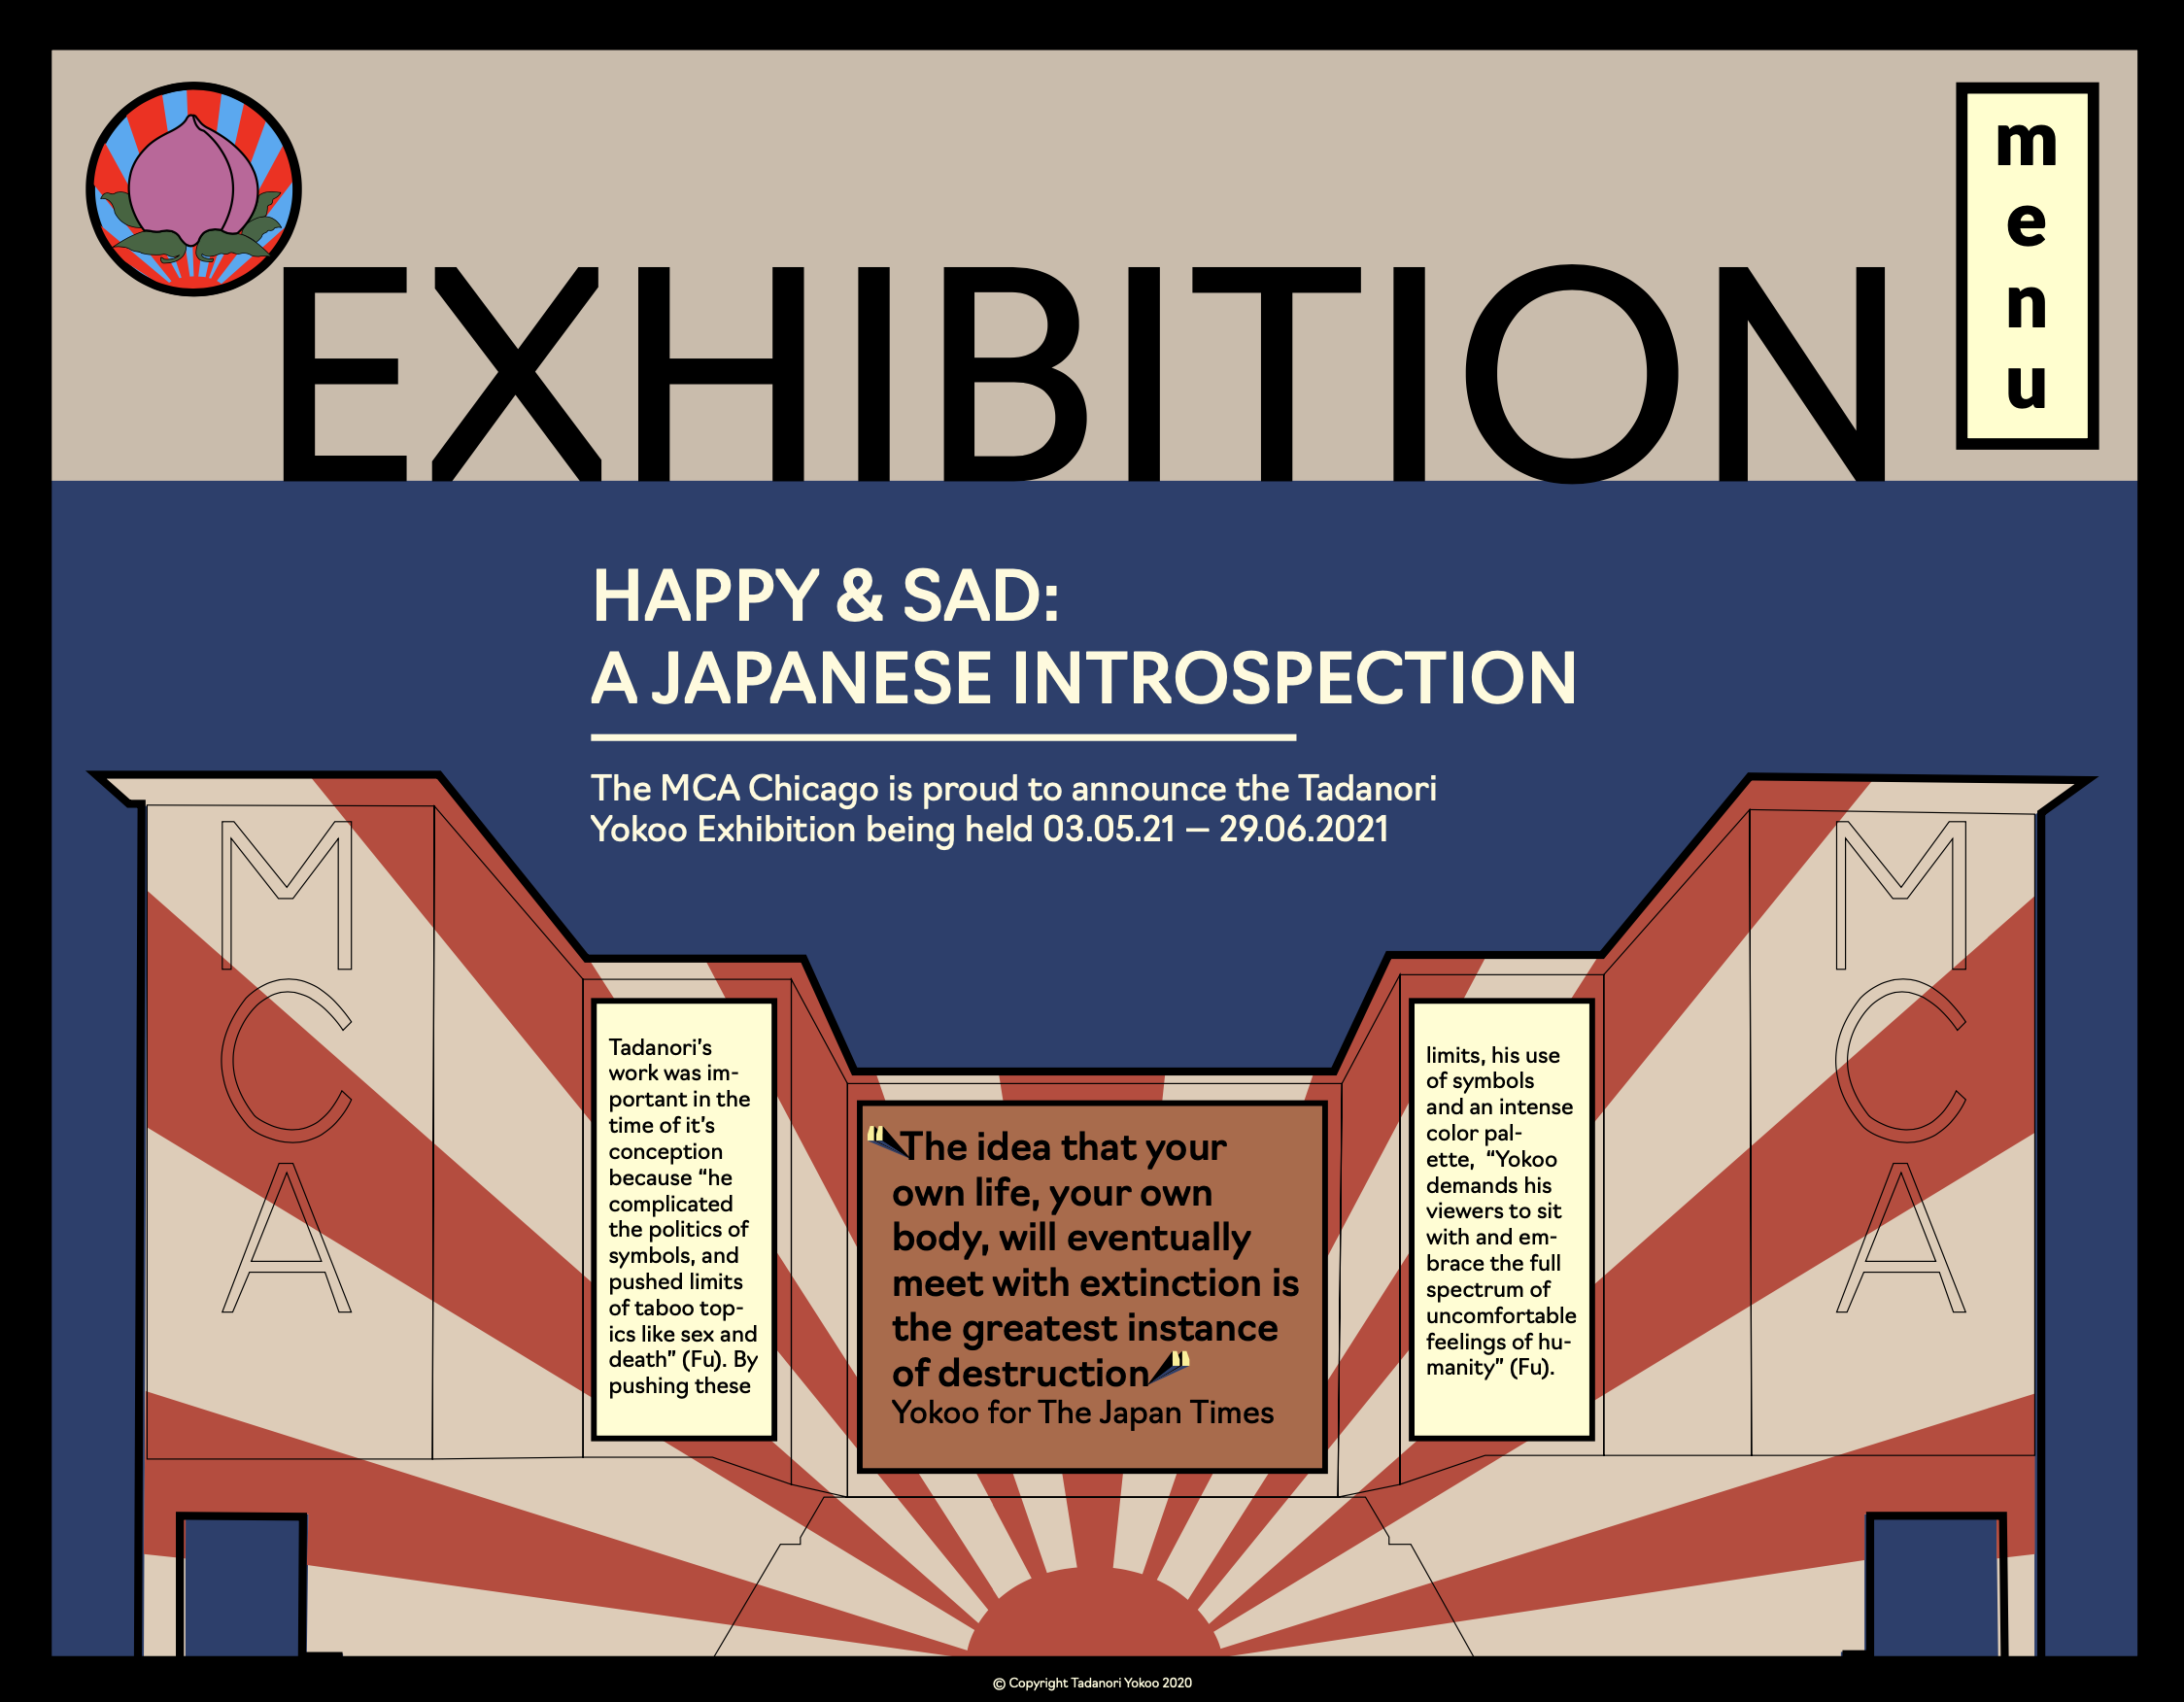 EXHIBITION
m
e
n
u
HAPPY & SAD:
A JAPANESE INTROSPECTION
The MCA Chicago is proud to announce the Tadanori
Yokoo Exhibition being held 03.05.21 — 29.06.2021
M
C
A
Tadanori’s
work was im-
portant in the
time of it’s
conception
because “he
complicated
the politics of
symbols, and
pushed limits
of taboo top-
ics like sex and
death” (Fu). By
pushing these
“The idea that your
own life, your own
body, will eventually
meet with extinction is
the greatest instance
of destruction”
Yokoo for The Japan Times
limits, his use
of symbols
and an intense
color pal-
ette,  “Yokoo
demands his
viewers to sit
with and em-
brace the full
spectrum of
uncomfortable
feelings of hu-
manity” (Fu).
M
C
A
© Copyright Tadanori Yokoo 2020